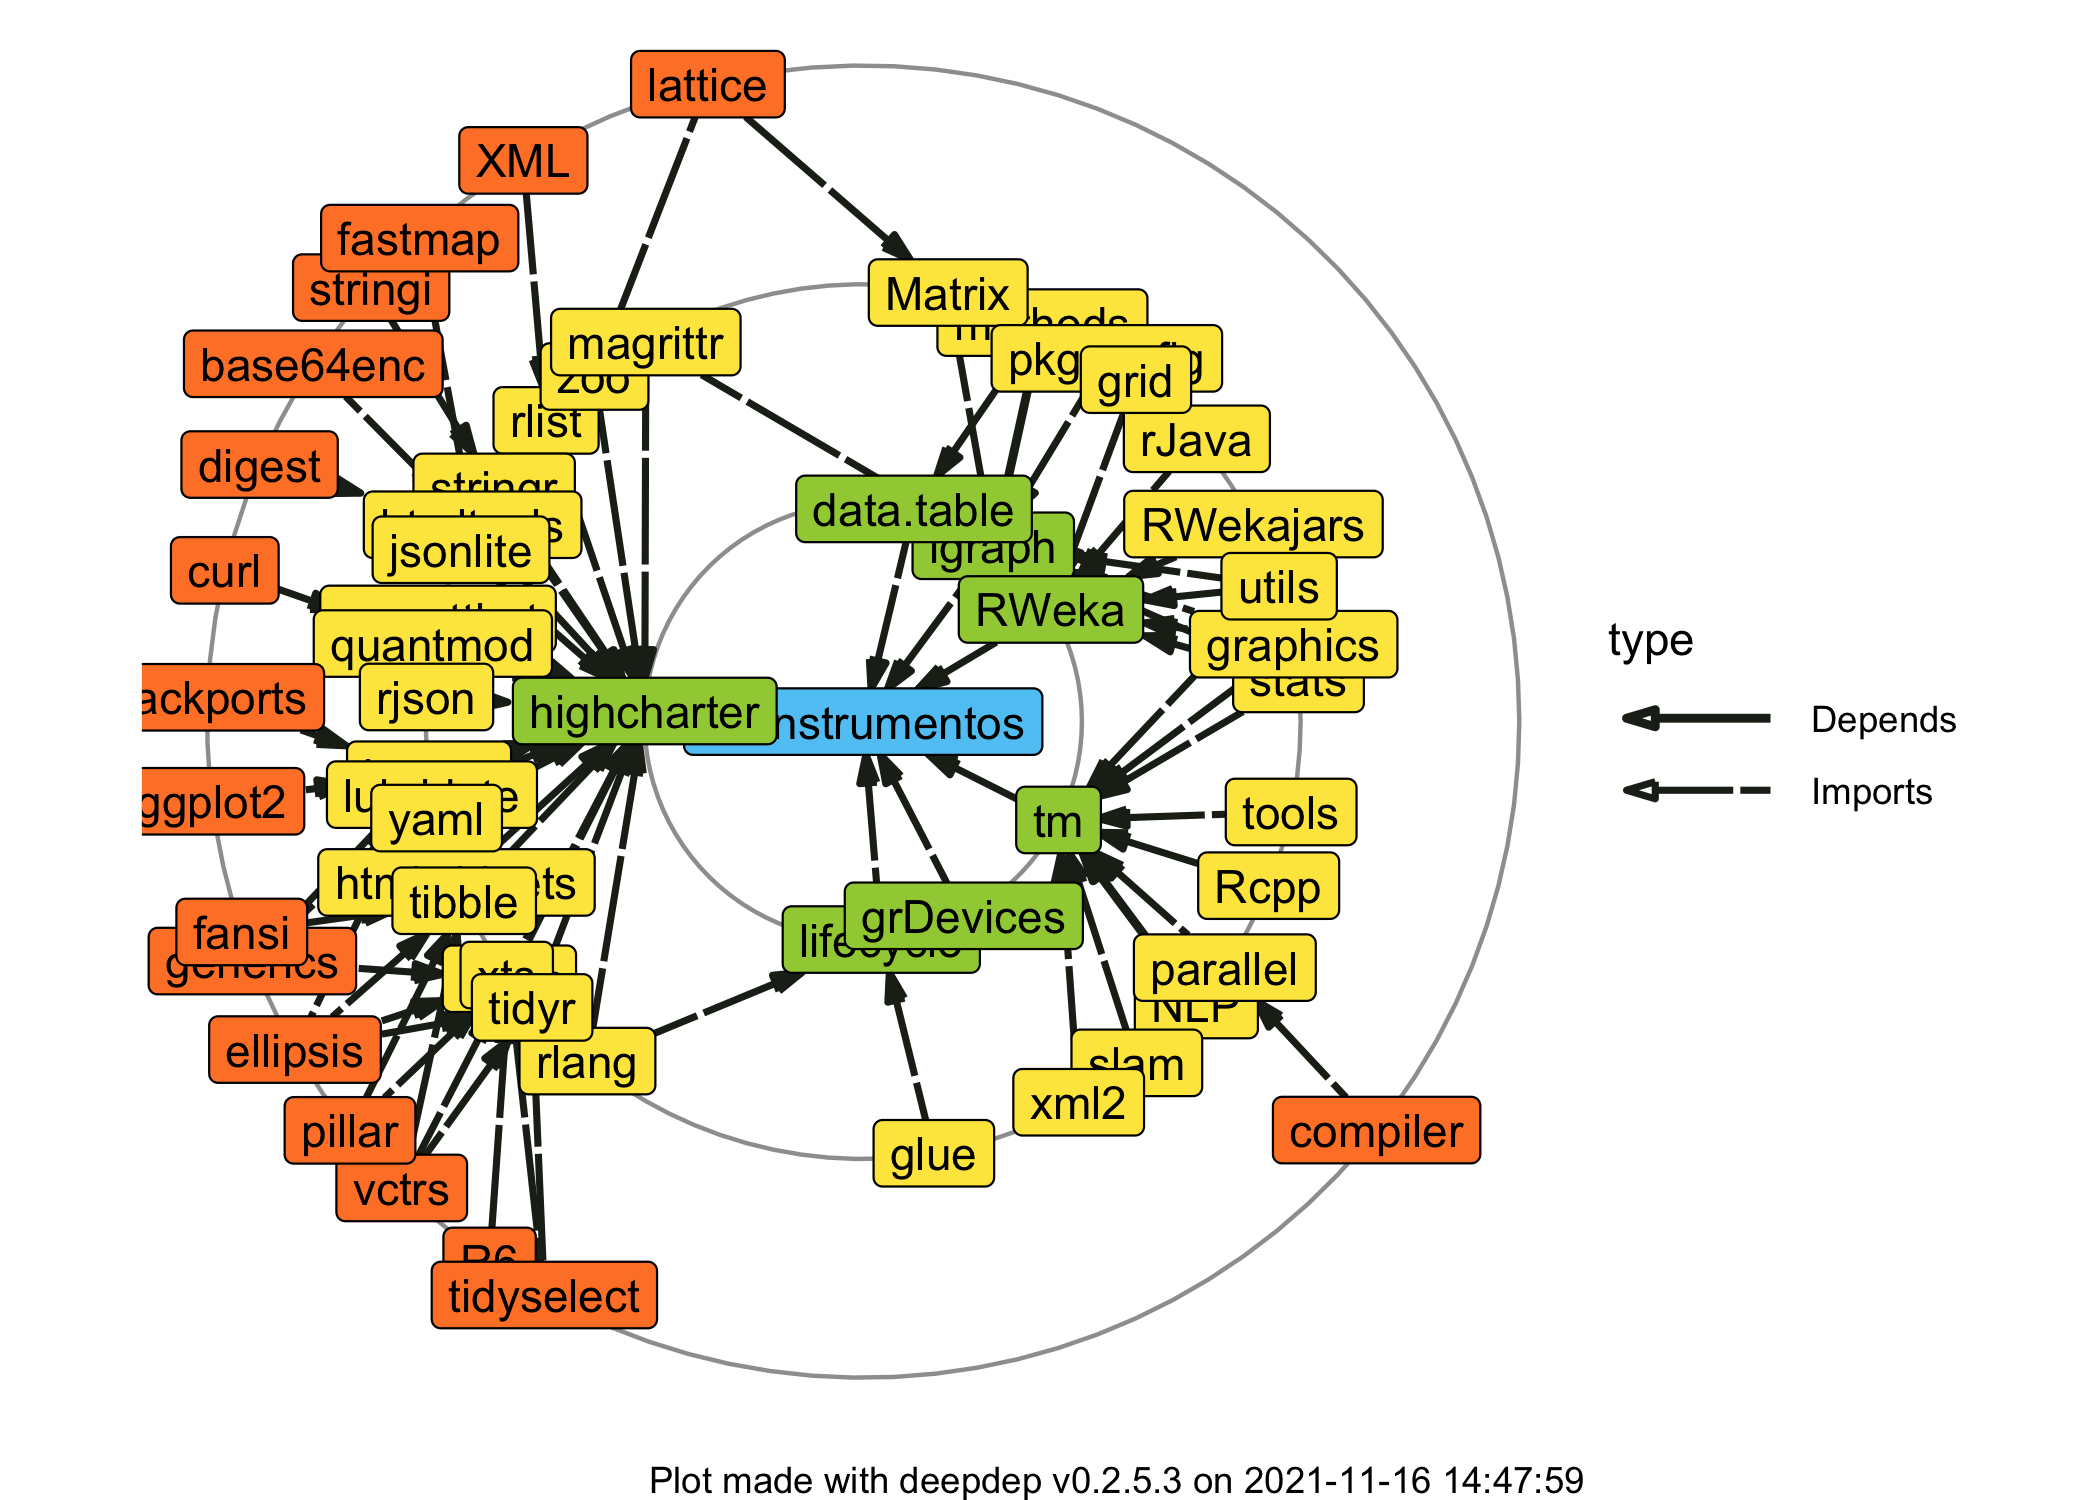 lattice
XML
fastmap
stringi
base64enc
Matrix
magrittr
zoo
grid
rlist
rJava
digest
stringr
data.table
RWekajars
jsonlite
igraph
curl
utils
RWeka
quantmod
graphics
stats
type
rjson
ackports
highcharter
nstrumentos
Depends
Imports
ggplot2
yaml
tm
tools
tibble
Rcpp
fansi
generics
grDevices
lifecycle
parallel
NLP
tidyr
ellipsis
rlang
slam
xml2
pillar
glue
compiler
vctrs
R6
tidyselect
Plot made with deepdep v0.2.5.3 on 2021-11-16 14:47:59